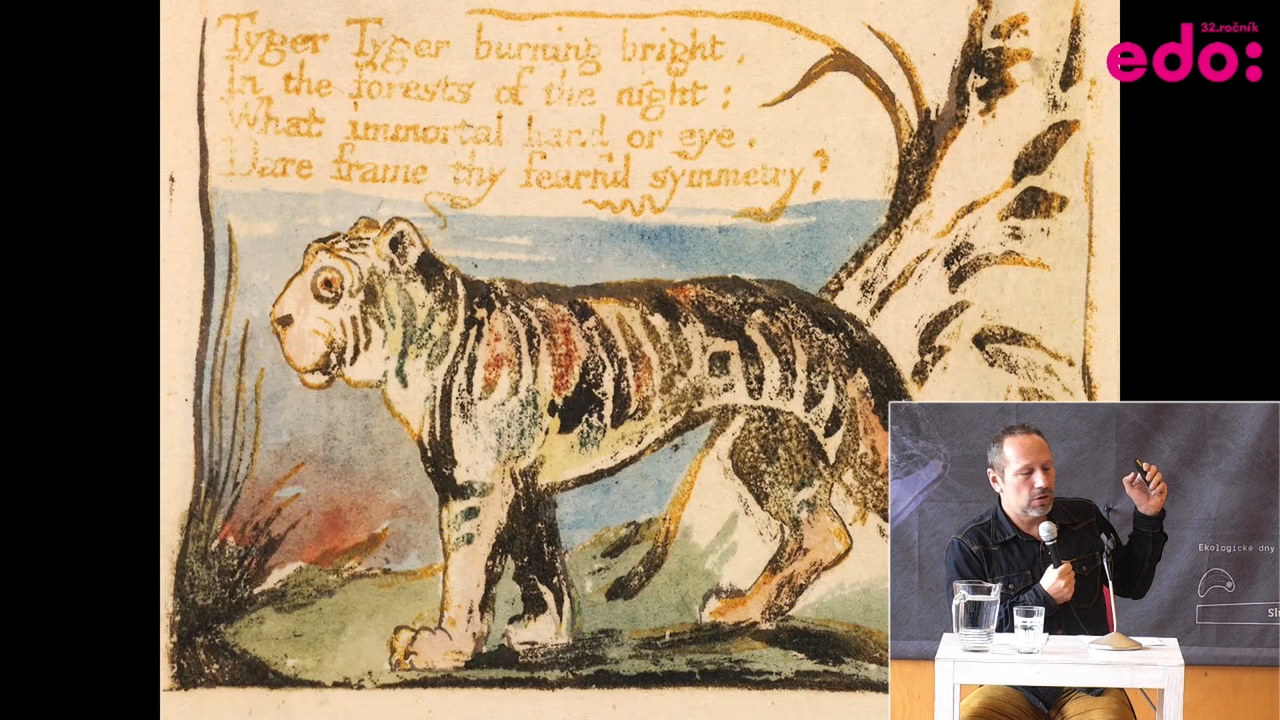 Tyger Tyger burning bright,
In the forests of the night:
What immortal hand or eye,
Dare frame thy fearful symmetry?
32.ročník
edo:
Ekologické dny